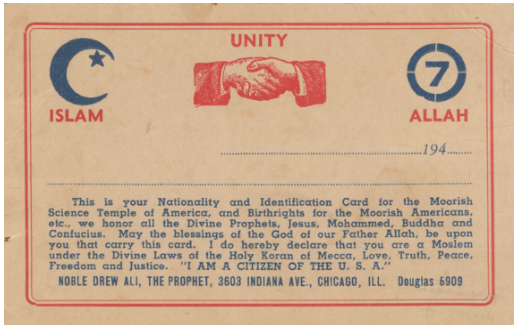 UNITY
7
ISLAM
ALLAH
194
This is your Nationality and Identification Card for the Moorish
Science Temple of America, and Birthrights for the Moorish Americans,
etc., we honor all the Divine Prophets, Jesus, Mohammed, Buddha and
Confucius. May the blessings of the God of our Father Allah, be upon
you that carry this card. I do hereby declare that you are a Moslem
under the Divine Laws of the Holy Koran of Mecca, Love, Truth, Peace,
Freedom and Justice. "I AM A CITIZEN OF THE U. S. A."
NOBLE DREW ALI, THE PROPHET, 3603 INDIANA AVE., CHICAGO, ILL. Douglas 5909